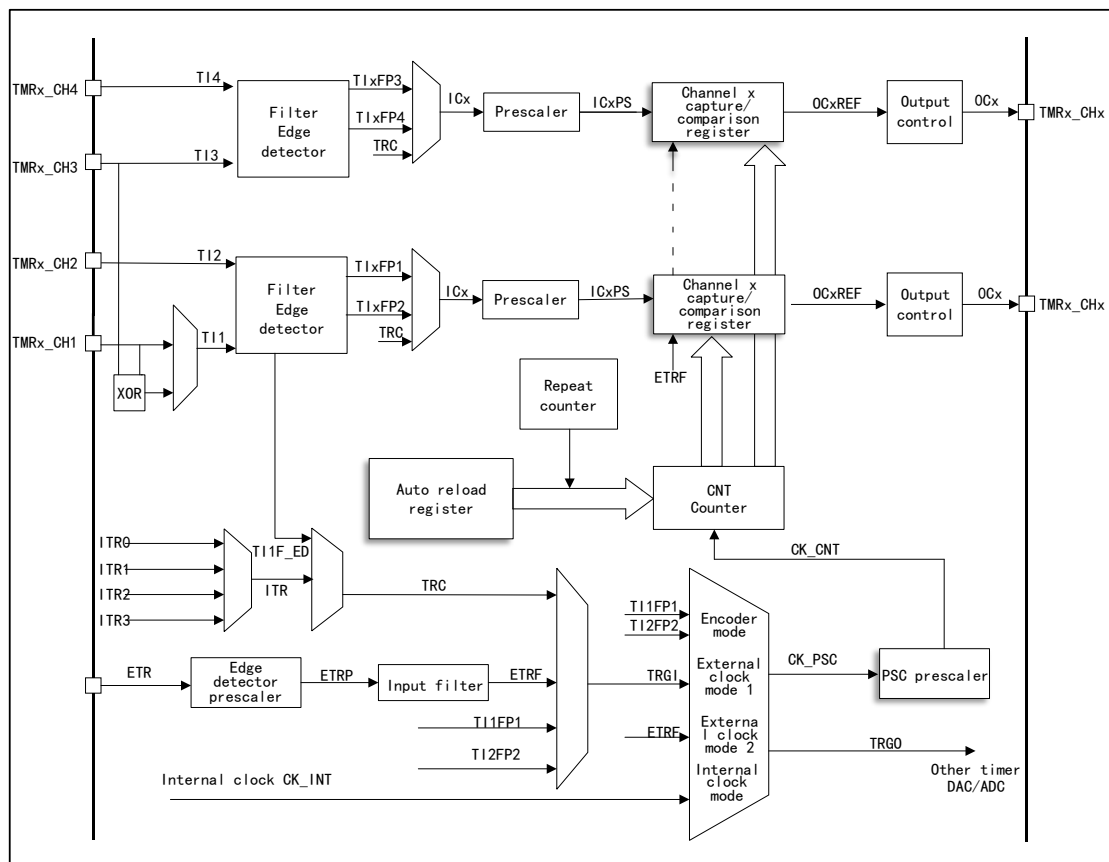 TMRx_CH4
TI4
Filter
Edge
detector
TIxFP3
TIxFP4
TRC
ICx
Prescaler
ICxPS
Channel x
capture/
comparison
register
OCxREF
Output
control
OCx
TMRx_CHx
TMRx_CH3
TI3
TMRx_CH2
TI2
Filter
Edge
detector
TIxFP1
TIxFP2
TRC
ICx
Prescaler
ICxPS
Channel x
capture/
comparison
register
OCxREF
Output
control
OCx
TMRx_CHx
TMRx_CH1
TI1
XOR
ETRF
Repeat
counter
Auto reload
register
CNT
Counter
CK_CNT
ITR0
ITR1
ITR2
ITR3
TI1F_ED
ITR
TRC
TI1FP1
TI2FP2
Encoder
mode
External
clock
mode 1
CK_PSC
PSC prescaler
ETR
Edge
detector
prescaler
ETRP
Input filter
ETRF
TRGI
TI1FP1
TI2FP2
ETRF
Externa
l clock
mode 2
Internal
clock
mode
TRGO
Other timer
DAC/ADC
Internal clock CK_INT